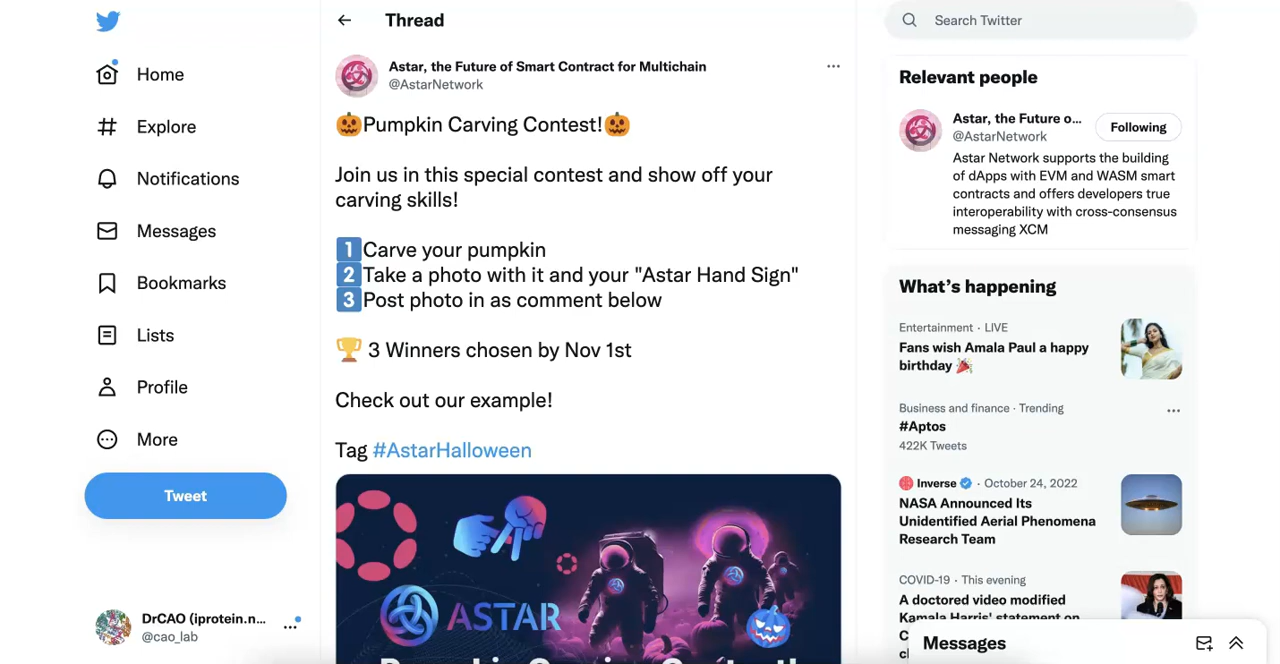 Home
Explore
Notifications
Messages
Bookmarks
Lists
Profile
More
Tweet
DrCAO (iprotein.n...
@cao_lab
Thread
Astar, the Future of Smart Contract for Multichain
@AstarNetwork
🎃Pumpkin Carving Contest!🎃
Join us in this special contest and show off your
carving skills!
1️⃣Carve your pumpkin
2️⃣Take a photo with it and your "Astar Hand Sign"
3️⃣Post photo in as comment below
🏆 3 Winners chosen by Nov 1st
Check out our example!
Tag #AstarHalloween
ASTAR
Search Twitter
Relevant people
Astar, the Future o...
@AstarNetwork
Following
Astar Network supports the building
of dApps with EVM and WASM smart
contracts and offers developers true
interoperability with cross-consensus
messaging XCM
What's happening
Entertainment · LIVE
Fans wish Amala Paul a happy
birthday 🎉
Business and finance · Trending
#Aptos
422K Tweets
Inverse · October 24, 2022
NASA Announced Its
Unidentified Aerial Phenomena
Research Team
COVID-19 · This evening
A doctored video modified
Kamala Harris' statement on
Messages